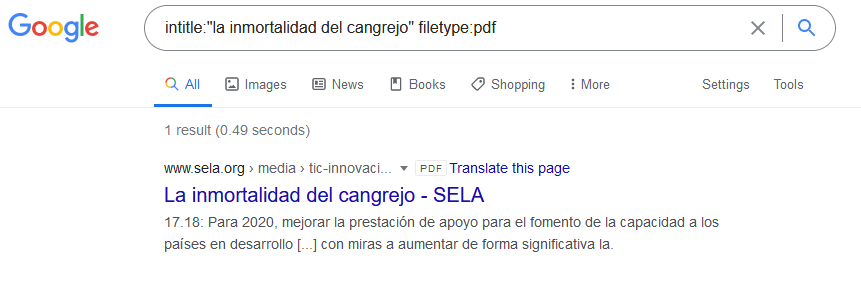 Google
intitle:"la inmortalidad del cangrejo" filetype:pdf
All Images News Books Shopping More Settings Tools
1 result (0.49 seconds)
www.sela.org › media › tic-innovaci... PDF Translate this page
La inmortalidad del cangrejo - SELA
17.18: Para 2020, mejorar la prestación de apoyo para el fomento de la capacidad a los
países en desarrollo [...] con miras a aumentar de forma significativa la.